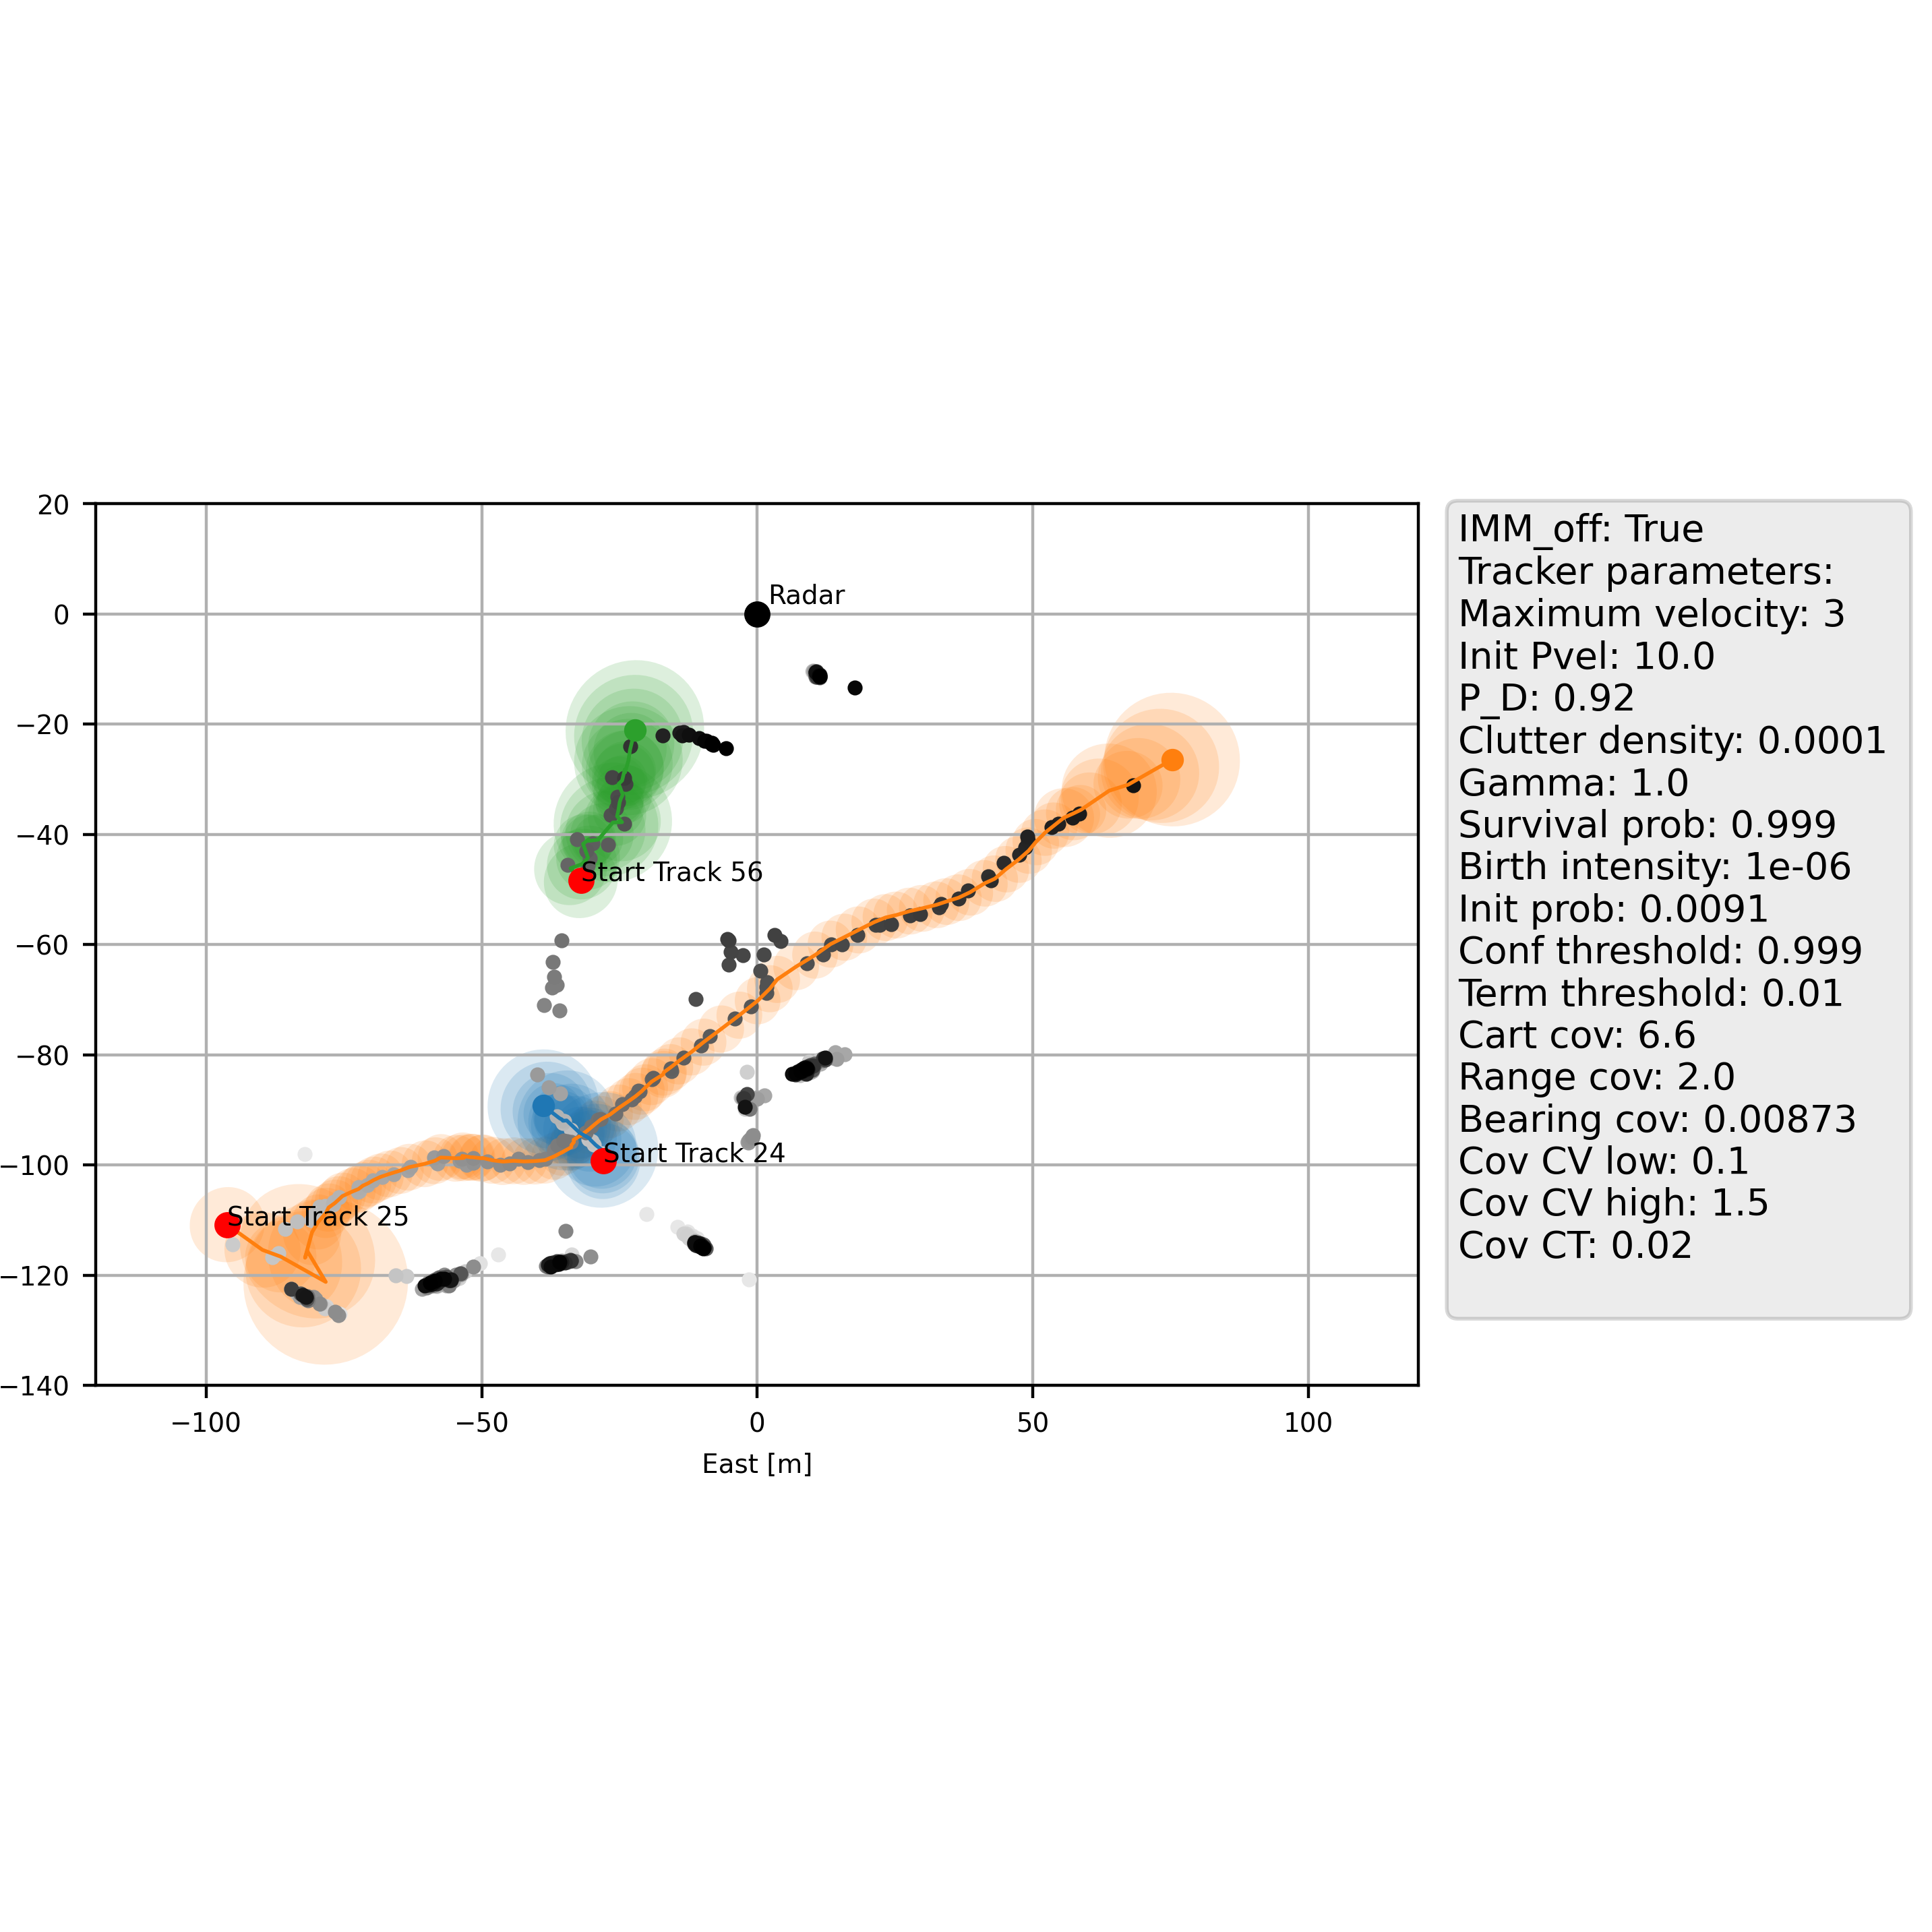 20
0
−20
−40
−60
−80
−100
−120
−140
−100
−50
0
50
100
East [m]
Radar
Start Track 56
Start Track 24
Start Track 25
IMM_off: True
Tracker parameters:
Maximum velocity: 3
Init Pvel: 10.0
P_D: 0.92
Clutter density: 0.0001
Gamma: 1.0
Survival prob: 0.999
Birth intensity: 1e-06
Init prob: 0.0091
Conf threshold: 0.999
Term threshold: 0.01
Cart cov: 6.6
Range cov: 2.0
Bearing cov: 0.00873
Cov CV low: 0.1
Cov CV high: 1.5
Cov CT: 0.02